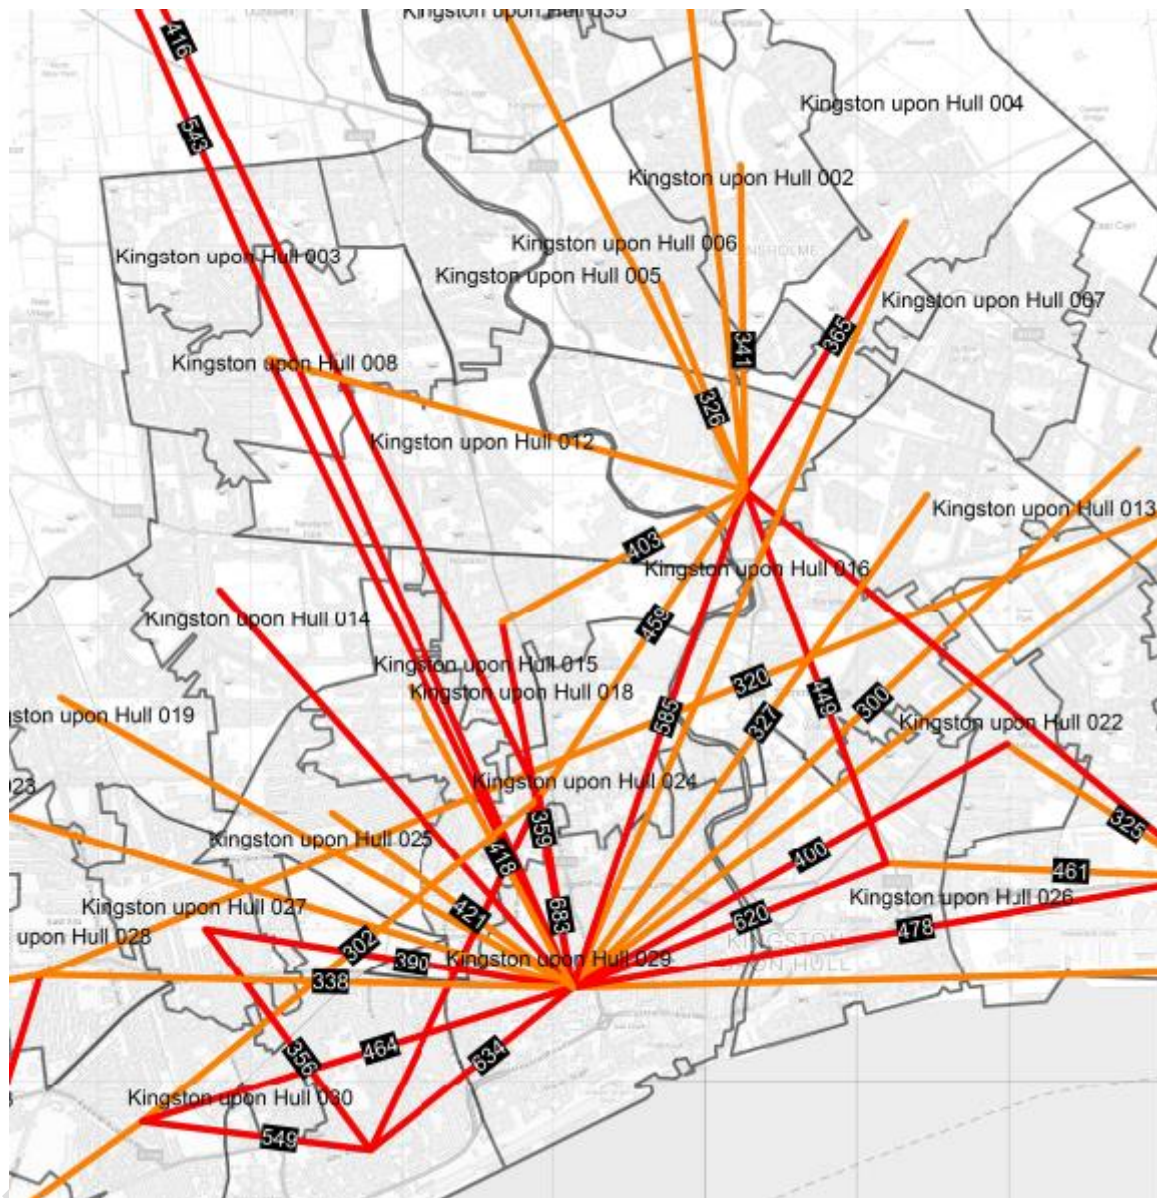 Kingston upon Hull 035
416
Kingston upon Hull 004
543
Kingston upon Hull 002
Kingston upon Hull 006
Kingston upon Hull 003
Kingston upon Hull 005
Kingston upon Hull 007
365
341
Kingston upon Hull 008
326
Kingston upon Hull 012
Kingston upon Hull 013
403
Kingston upon Hull 016
Kingston upon Hull 014
459
Kingston upon Hull 015
320
Kingston upon Hull 018
449
300
585
ston upon Hull 019
327
Kingston upon Hull 022
Kingston upon Hull 024
023
359
325
Kingston upon Hull 025
418
400
461
Kingston upon Hull 026
Kingston upon Hull 027
421
683
620
478
upon Hull 028
302
KINGSTON
390
Kingston upon Hull 029
UPON HULL
338
464
634
356
Kingston upon Hull 030
549